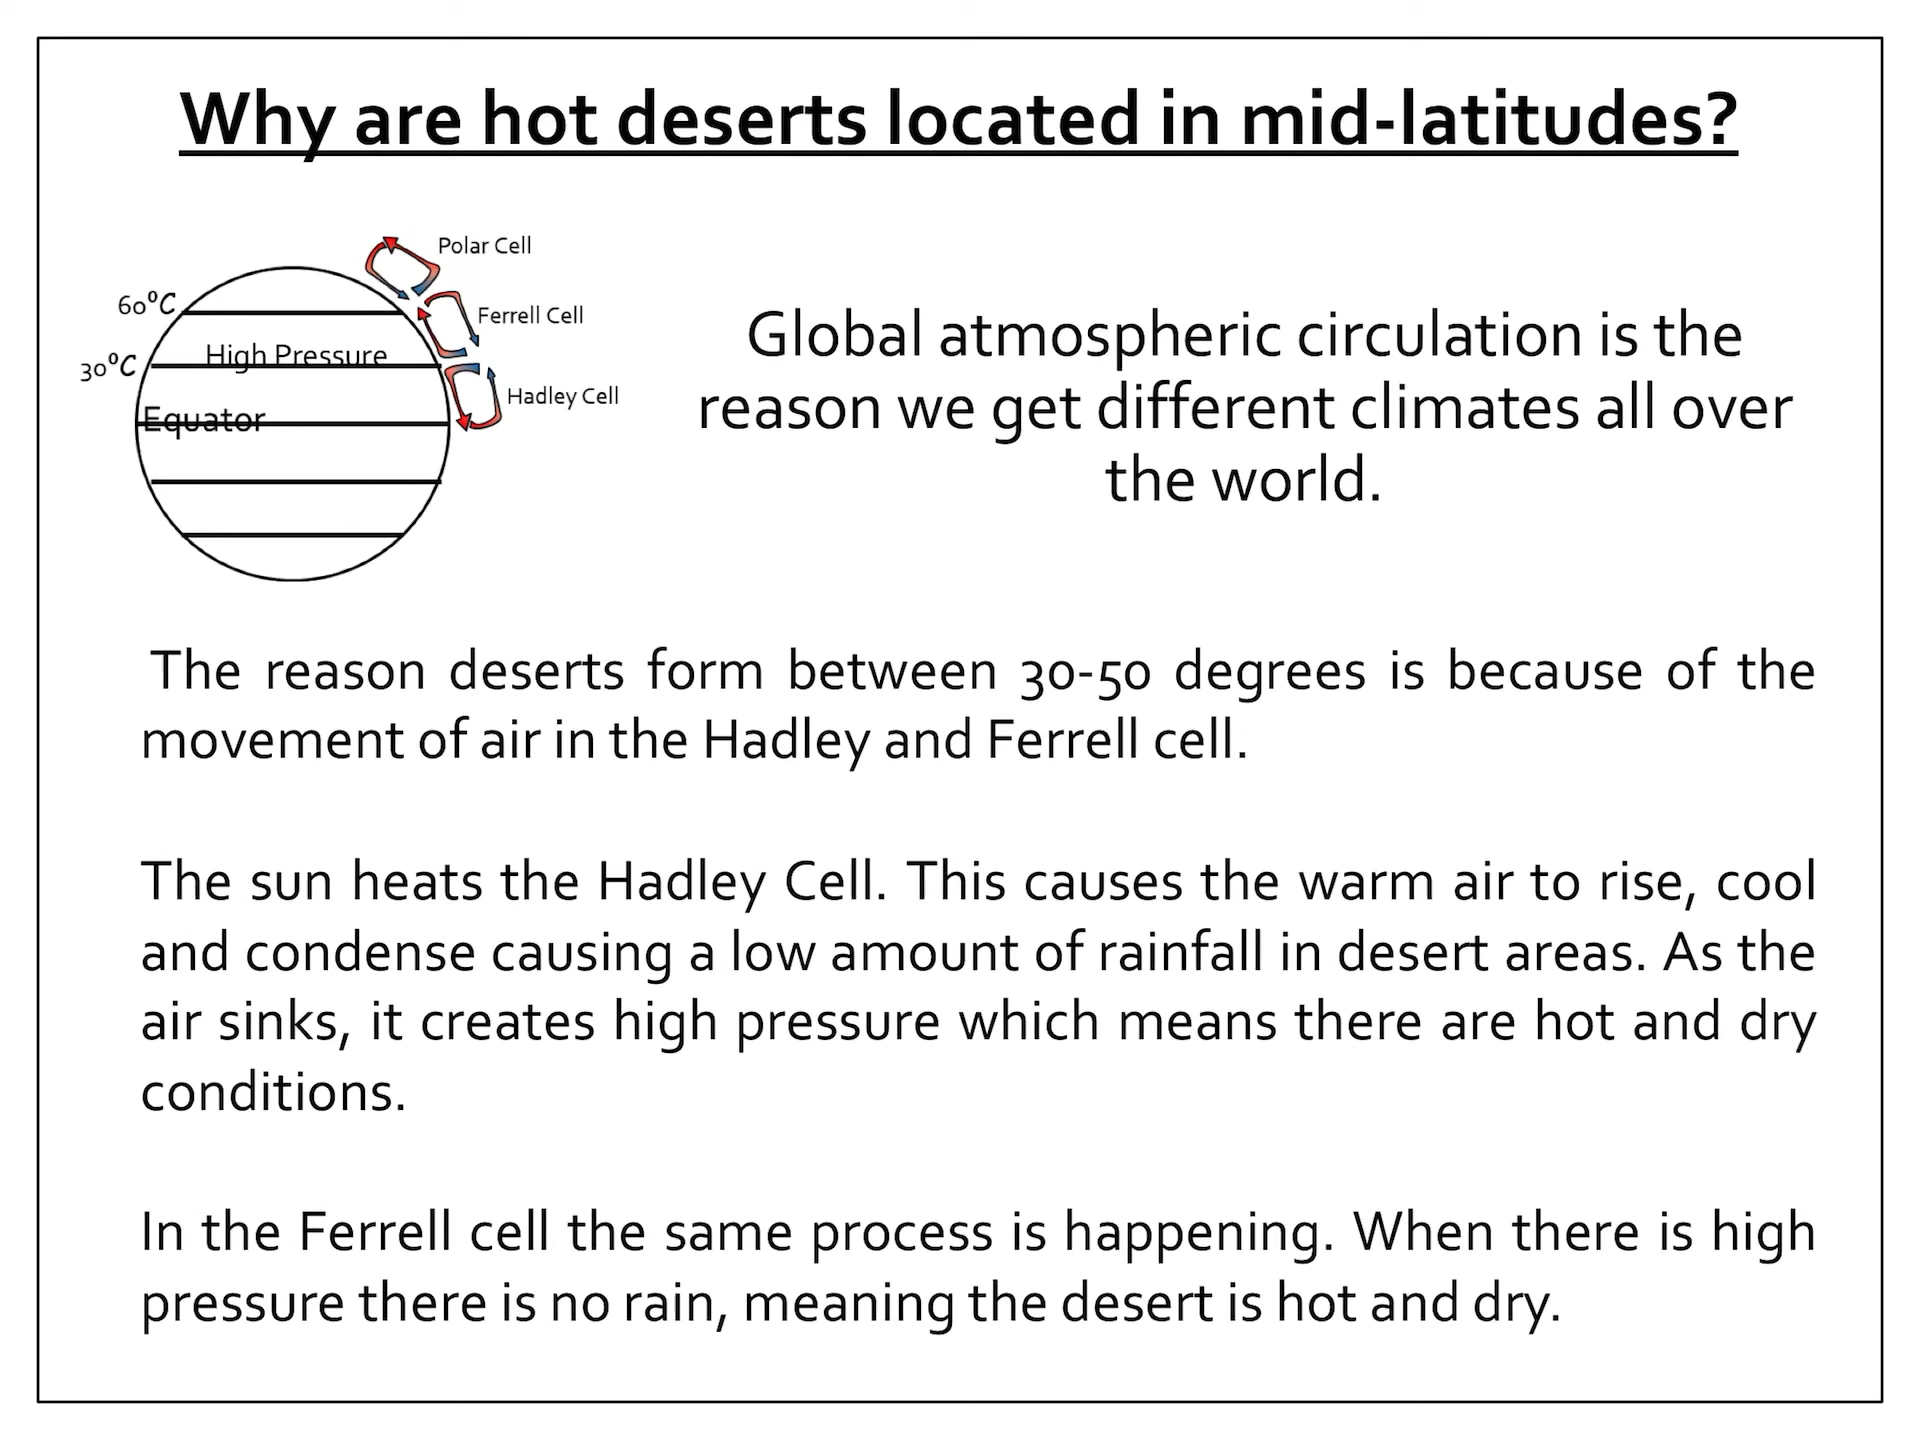 Why are hot deserts located in mid-latitudes?
Polar Cell
60⁰C
Ferrell Cell
High Pressure
30⁰C
Hadley Cell
Equator
Global atmospheric circulation is the
reason we get different climates all over
the world.
The reason deserts form between 30-50 degrees is because of the
movement of air in the Hadley and Ferrell cell.
The sun heats the Hadley Cell. This causes the warm air to rise, cool
and condense causing a low amount of rainfall in desert areas. As the
air sinks, it creates high pressure which means there are hot and dry
conditions.
In the Ferrell cell the same process is happening. When there is high
pressure there is no rain, meaning the desert is hot and dry.